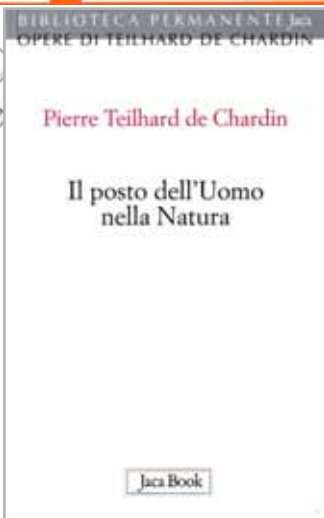 BIBLIOTECA PERMANENTE Jaca
OPERE DI TEILHARD DE CHARDIN
Pierre Teilhard de Chardin
Il posto dell'Uomo
nella Natura
Jaca Book